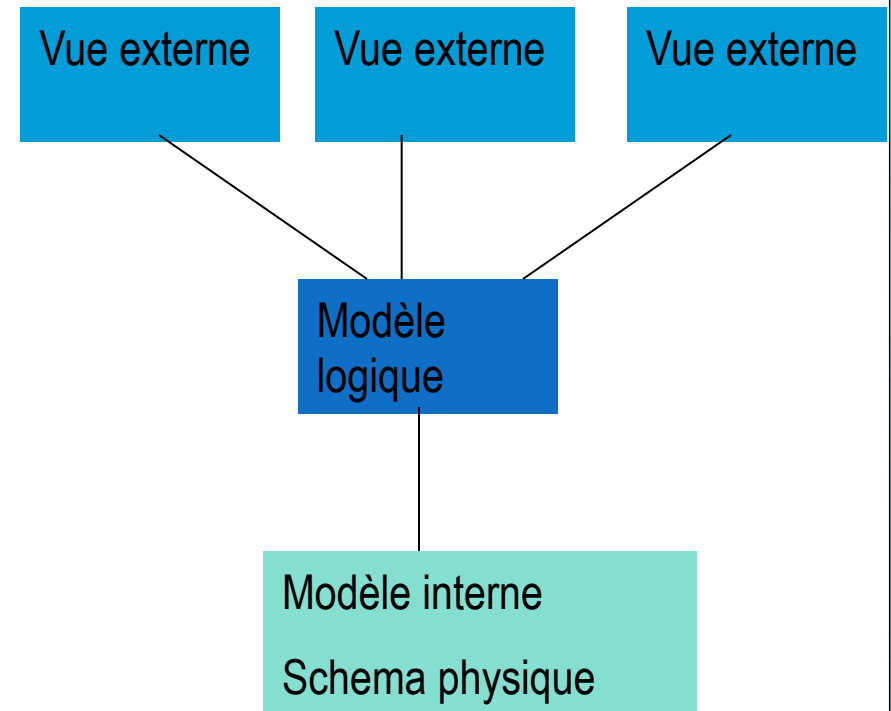 Vue externe
Vue externe
Vue externe
Modèle
logique
Modèle interne
Schema physique